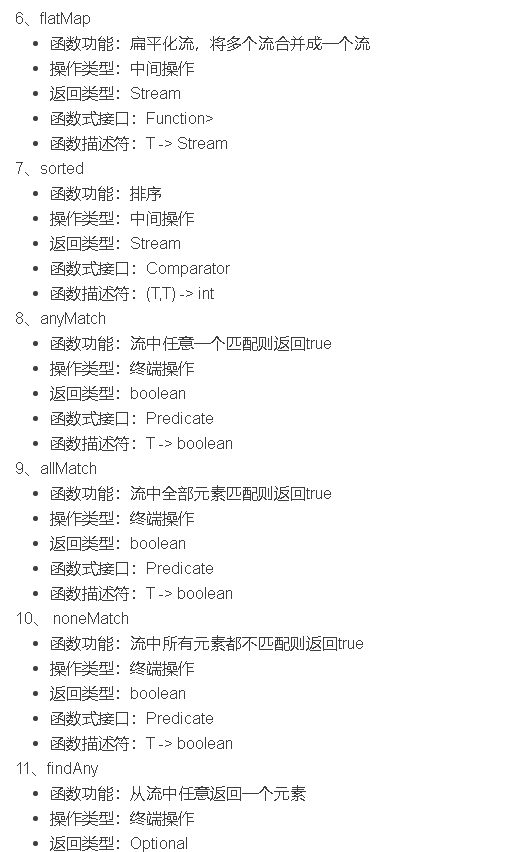 6、flatMap
• 函数功能：扁平化流，将多个流合并成一个流
• 操作类型：中间操作
• 返回类型：Stream
• 函数式接口：Function>
• 函数描述符：T -> Stream
7、sorted
• 函数功能：排序
• 操作类型：中间操作
• 返回类型：Stream
• 函数式接口：Comparator
• 函数描述符：(T,T) -> int
8、anyMatch
• 函数功能：流中任意一个匹配则返回true
• 操作类型：终端操作
• 返回类型：boolean
• 函数式接口：Predicate
• 函数描述符：T -> boolean
9、allMatch
• 函数功能：流中全部元素匹配则返回true
• 操作类型：终端操作
• 返回类型：boolean
• 函数式接口：Predicate
• 函数描述符：T -> boolean
10、 noneMatch
• 函数功能：流中所有元素都不匹配则返回true
• 操作类型：终端操作
• 返回类型：boolean
• 函数式接口：Predicate
• 函数描述符：T -> boolean
11、findAny
• 函数功能：从流中任意返回一个元素
• 操作类型：终端操作
• 返回类型：Optional